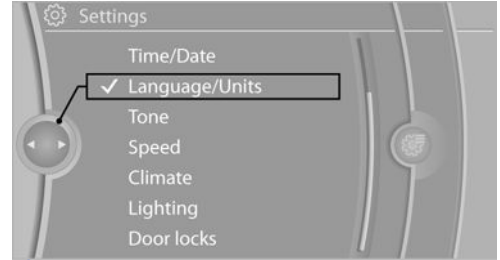 Settings
Time/Date
Language/Units
Tone
Speed
Climate
Lighting
Door locks